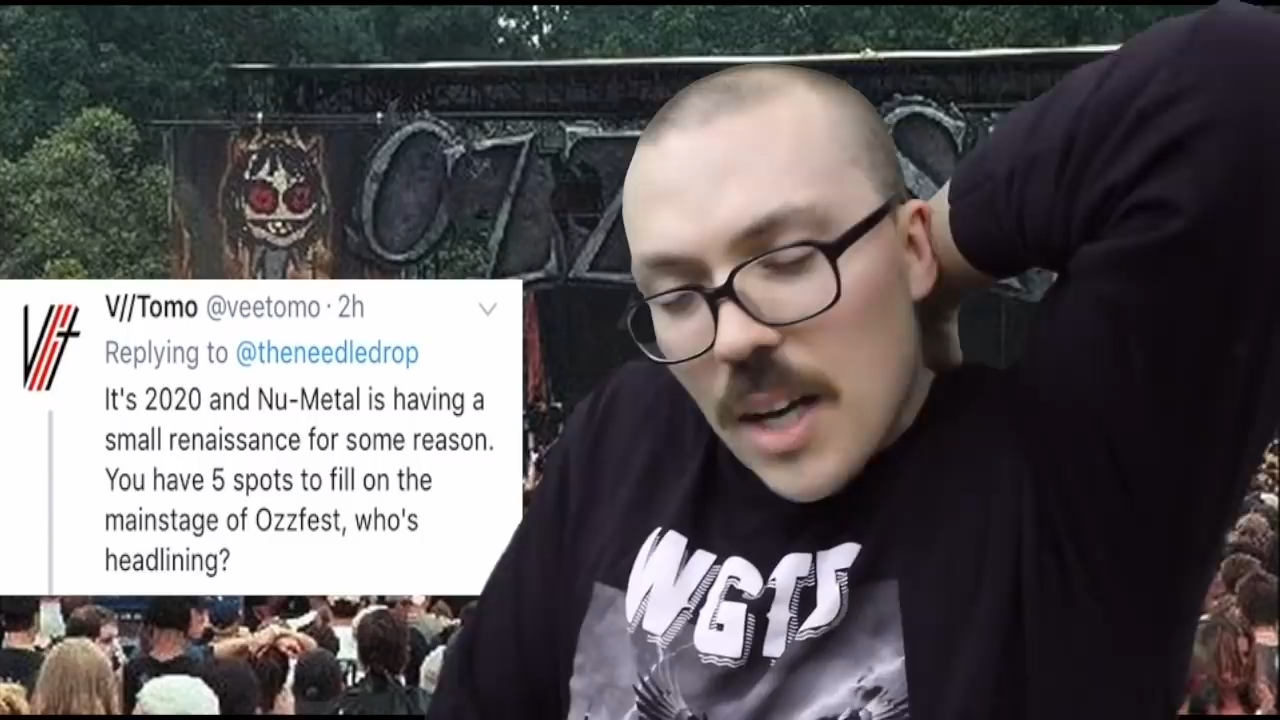 OZZ
V//Tomo @veetomo · 2h
Replying to @theneedledrop
It's 2020 and Nu-Metal is having a
small renaissance for some reason.
You have 5 spots to fill on the
mainstage of Ozzfest, who's
headlining?